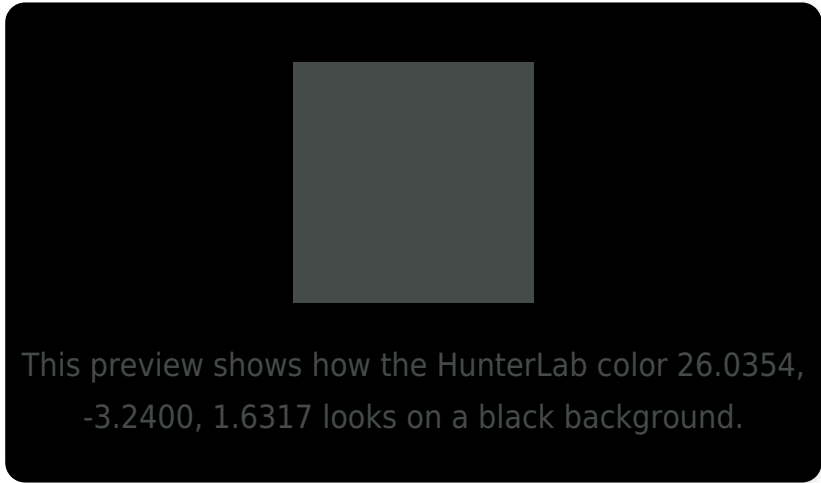 This preview shows how the HunterLab color 26.0354,
-3.2400, 1.6317 looks on a black background.